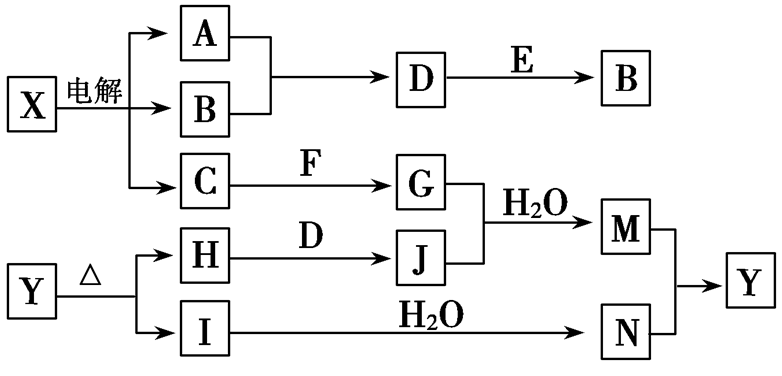 A
E
X 电解 B D B
F
C G
H₂O
D M
H J
Y △ Y
H₂O
I N